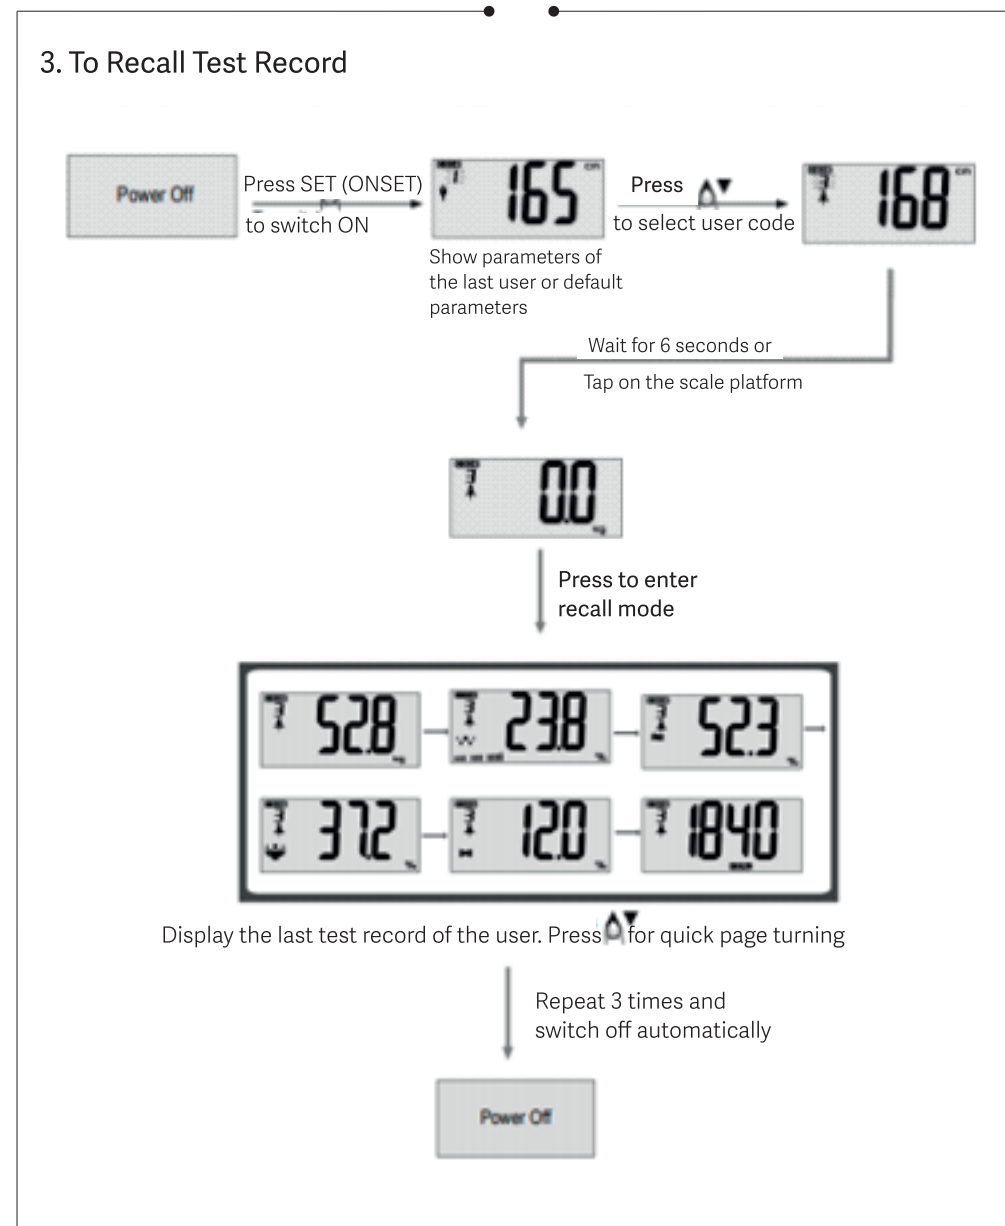 3. To Recall Test Record
Power Off
Press SET (ONSET)
to switch ON
165 cm
Show parameters of
the last user or default
parameters
Press
to select user code
168 cm
Wait for 6 seconds or
Tap on the scale platform
0.0
Press to enter
recall mode
52.8
23.8
52.3
37.2
12.0
1840
Display the last test record of the user. Press for quick page turning
Repeat 3 times and
switch off automatically
Power Off